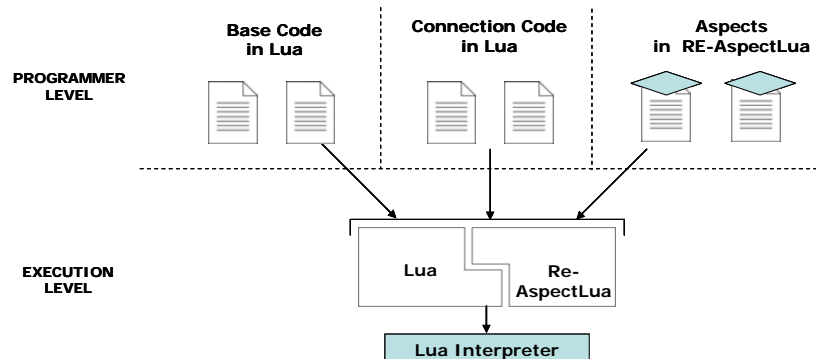 Base Code
in Lua
Connection Code
in Lua
Aspects
in RE-AspectLua
PROGRAMMER
LEVEL
EXECUTION
LEVEL
Lua
Re-
AspectLua
Lua Interpreter